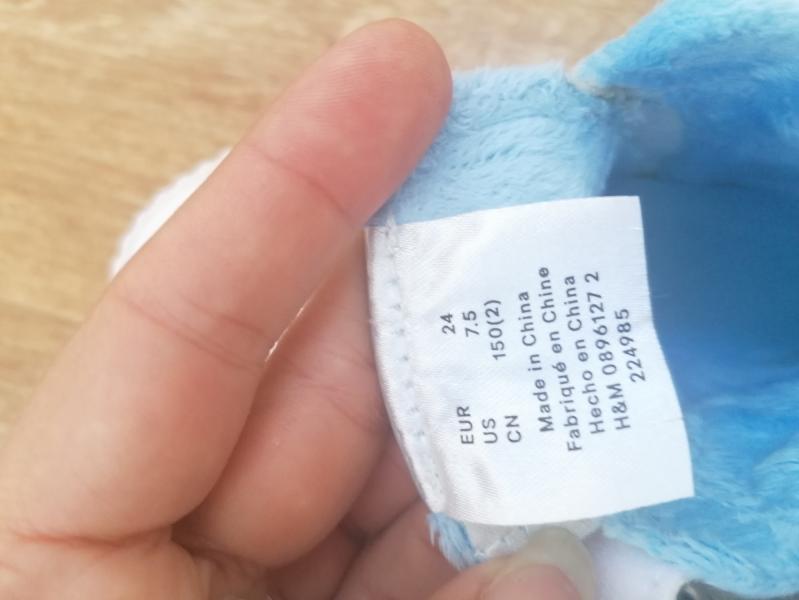 EUR 24
US 7.5
CN 150(2)
Made in China
Fabriqué en Chine
Hecho en China
H&M 0896127 2
224985